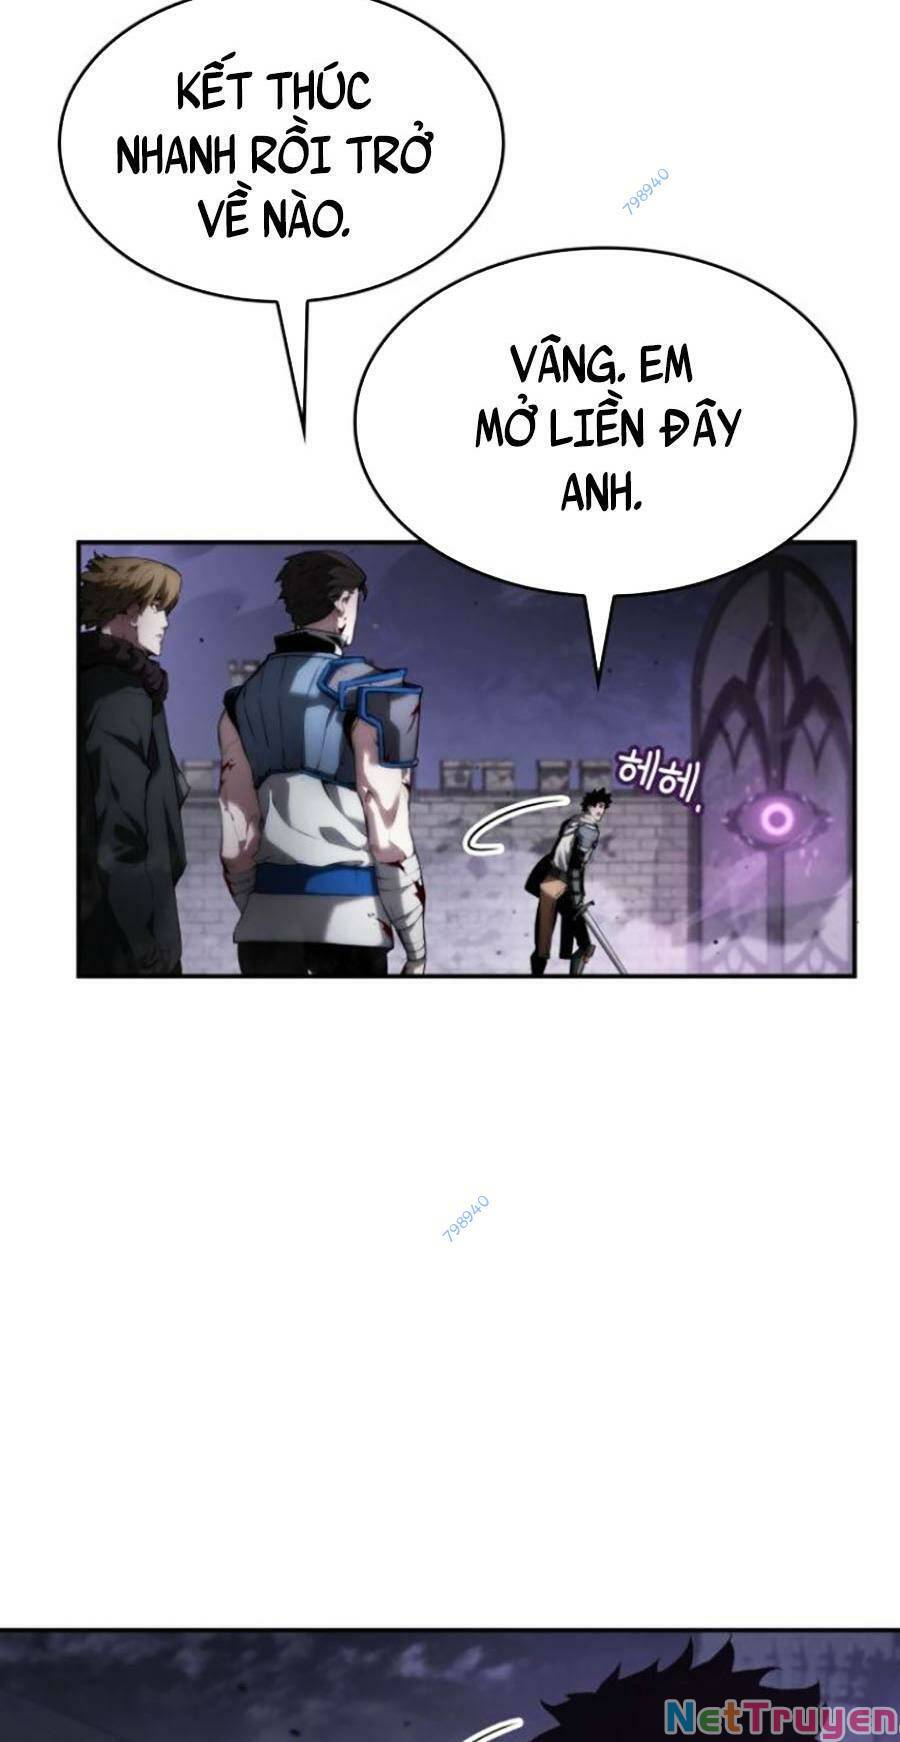 KẾT THÚC
NHANH RỒI TRỞ
VỀ NÀO.
798940
VÂNG. EM
MỞ LIỀN ĐÂY
ANH.
헤헤.
798940
NetTruyen